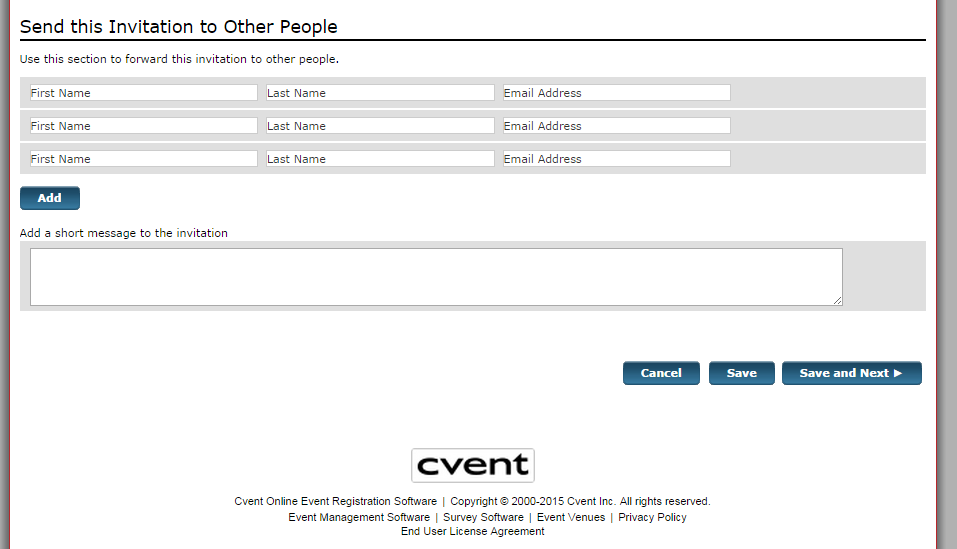 Send this Invitation to Other People
Use this section to forward this invitation to other people.
First Name Last Name Email Address
First Name Last Name Email Address
First Name Last Name Email Address
Add
Add a short message to the invitation
Cancel Save Save and Next ►
cvent
Cvent Online Event Registration Software | Copyright © 2000-2015 Cvent Inc. All rights reserved.
Event Management Software | Survey Software | Event Venues | Privacy Policy
End User License Agreement